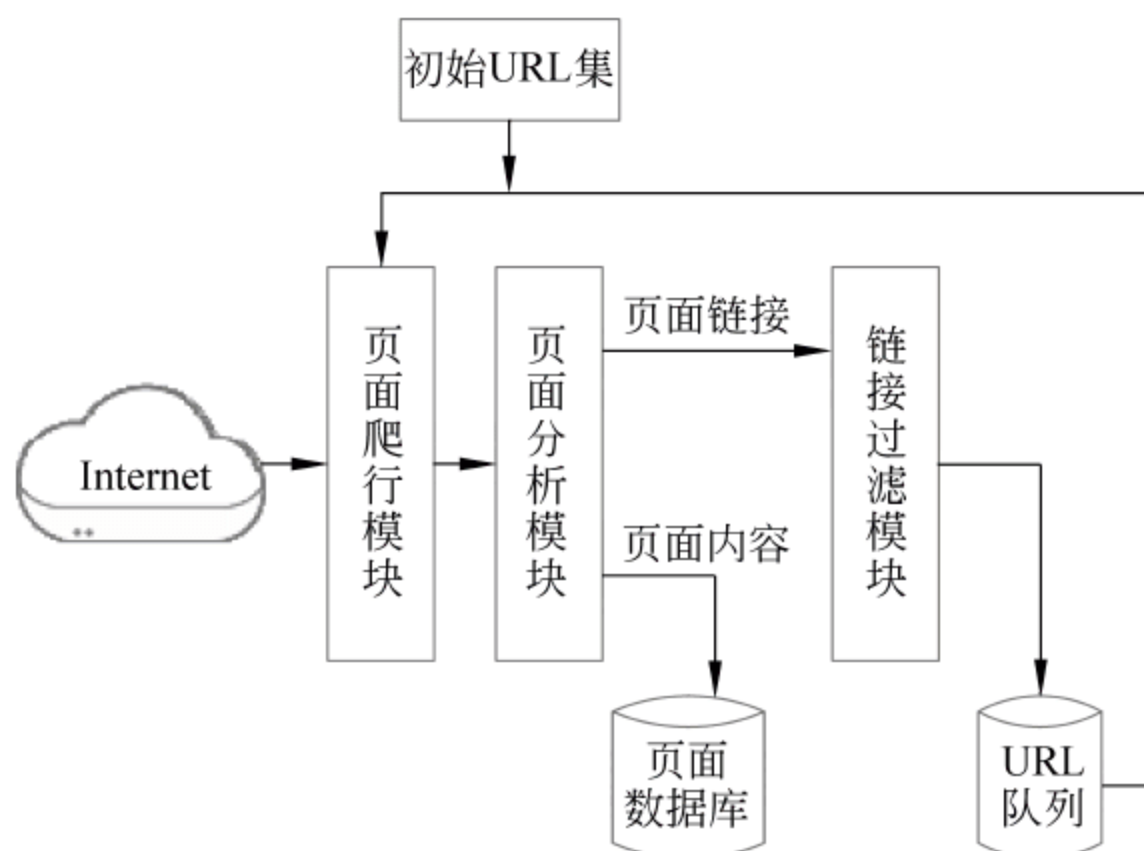 初始URL集
页面链接
页面爬行模块
页面分析模块
链接过滤模块
Internet
页面内容
页面
数据库
URL
队列